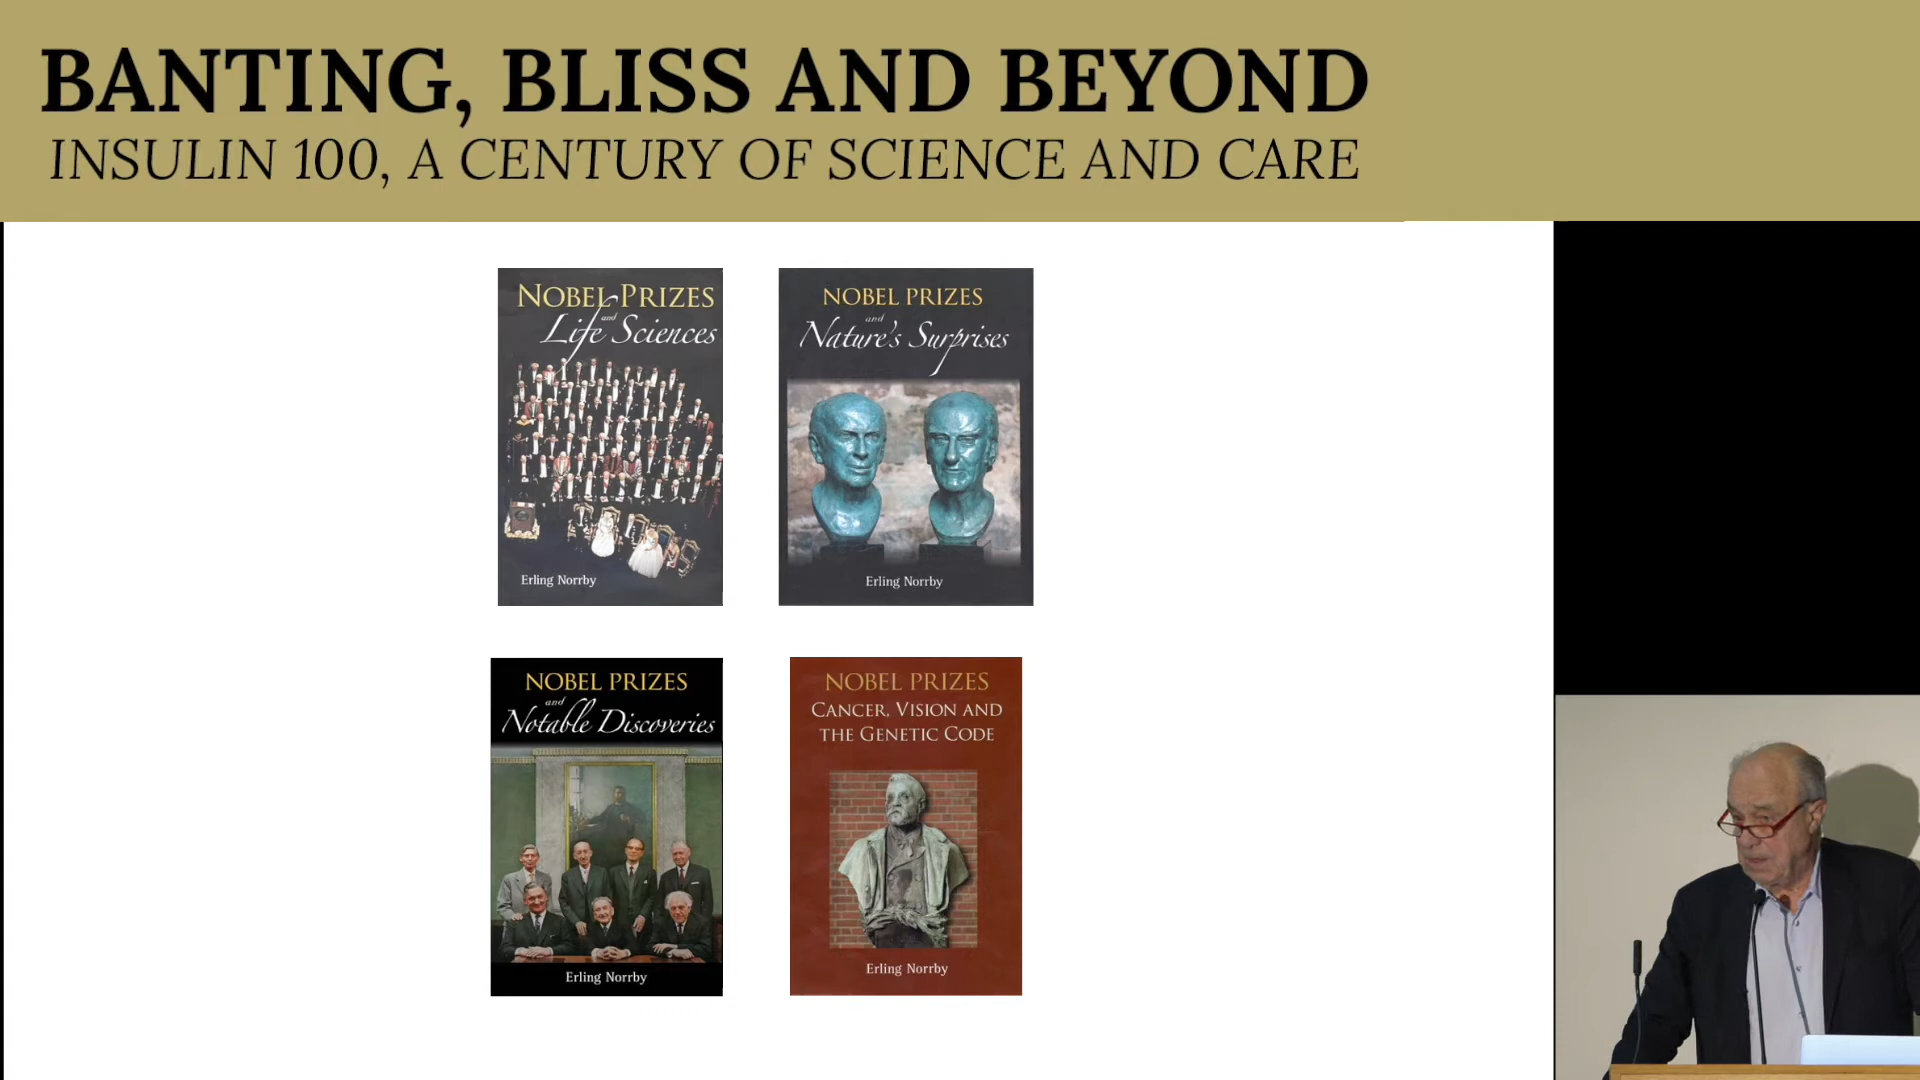 BANTING, BLISS AND BEYOND
INSULIN 100, A CENTURY OF SCIENCE AND CARE
NOBEL PRIZES
and
Life Sciences
Erling Norrby
NOBEL PRIZES
and
Nature's Surprises
Erling Norrby
NOBEL PRIZES
and
Notable Discoveries
Erling Norrby
NOBEL PRIZES
CANCER, VISION AND
THE GENETIC CODE
Erling Norrby